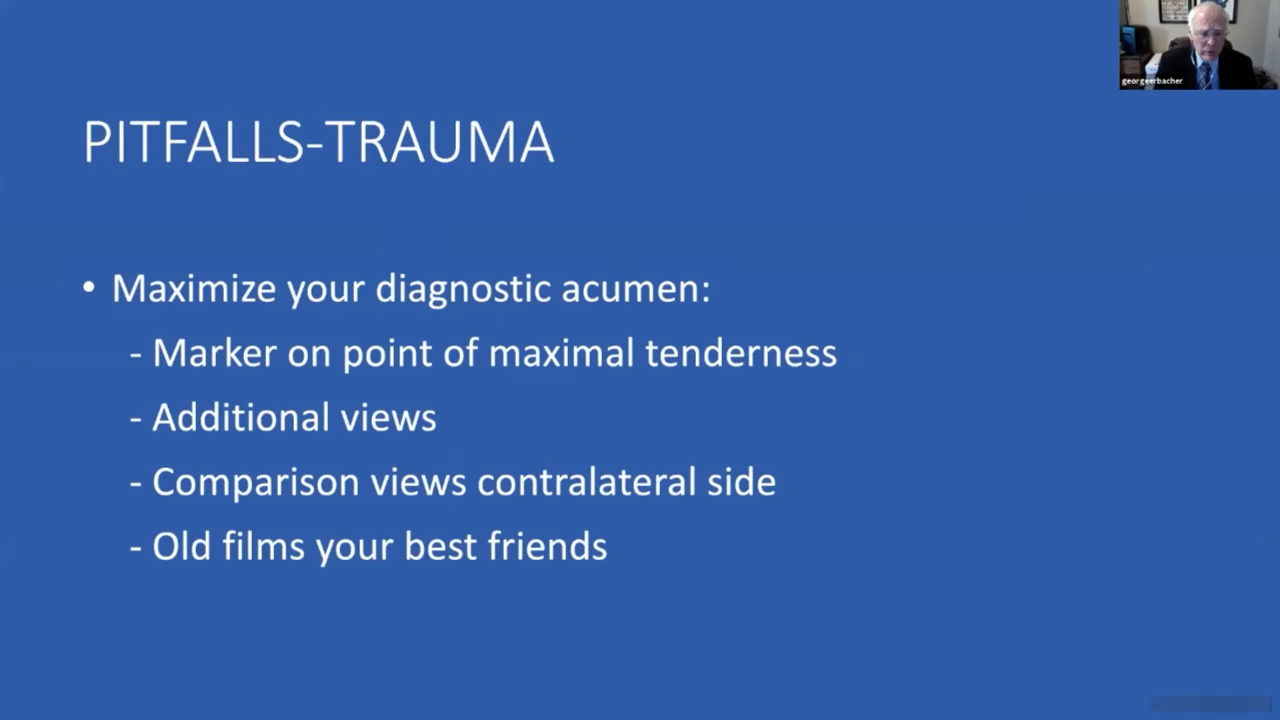 georgeerbacher
PITFALLS-TRAUMA
• Maximize your diagnostic acumen:
- Marker on point of maximal tenderness
- Additional views
- Comparison views contralateral side
- Old films your best friends